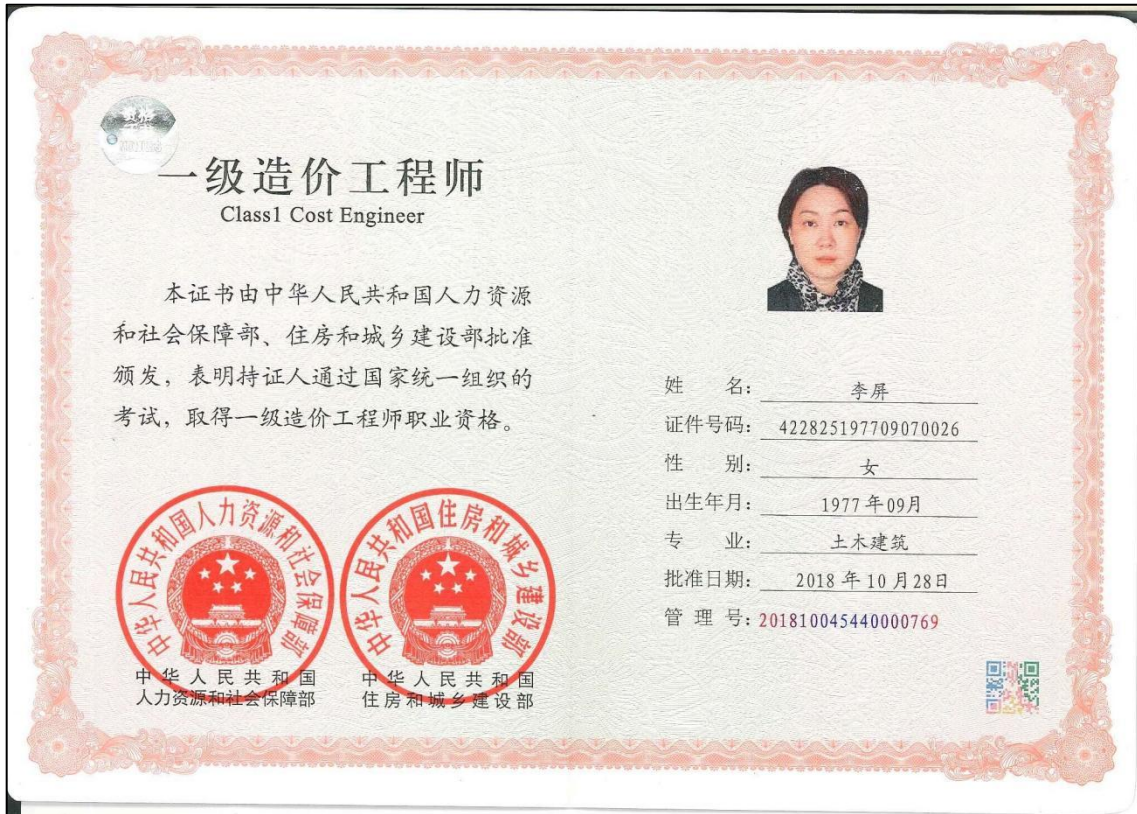 一级造价工程师
Class1 Cost Engineer
本证书由中华人民共和国人力资源
和社会保障部、住房和城乡建设部批准
颁发，表明持证人通过国家统一组织的
考试，取得一级造价工程师职业资格。
中华人民共和国人力资源和社会保障部
中华人民共和国住房和城乡建设部
中华人民共和国
人力资源和社会保障部
中华人民共和国
住房和城乡建设部
姓 名：李屏
证件号码：422825197709070026
性 别：女
出生年月：1977年09月
专 业：土木建筑
批准日期：2018年10月28日
管 理 号：201810045440000769